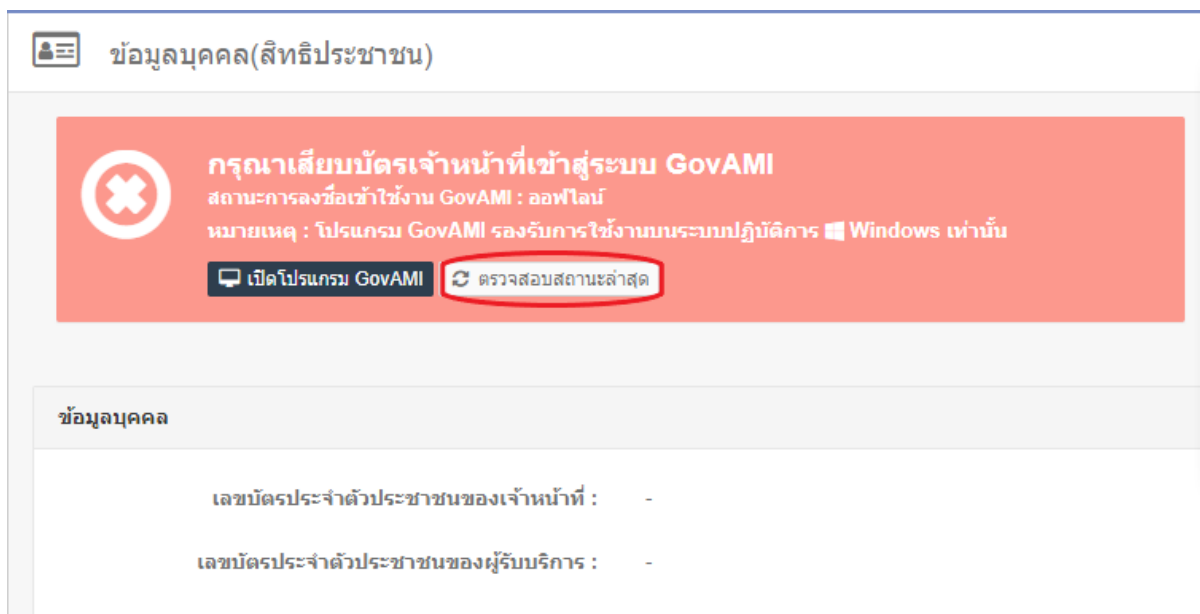 ข้อมูลบุคคล(สิทธิประชาชน)
กรุณาเสียบบัตรเจ้าหน้าที่เข้าสู่ระบบ GovAMI
สถานะการลงชื่อเข้าใช้งาน GovAMI : ออฟไลน์
หมายเหตุ : โปรแกรม GovAMI รองรับการใช้งานบนระบบปฏิบัติการ Windows เท่านั้น
เปิดโปรแกรม GovAMI ตรวจสอบสถานะล่าสุด
ข้อมูลบุคคล
เลขบัตรประจำตัวประชาชนของเจ้าหน้าที่ : -
เลขบัตรประจำตัวประชาชนของผู้รับบริการ : -